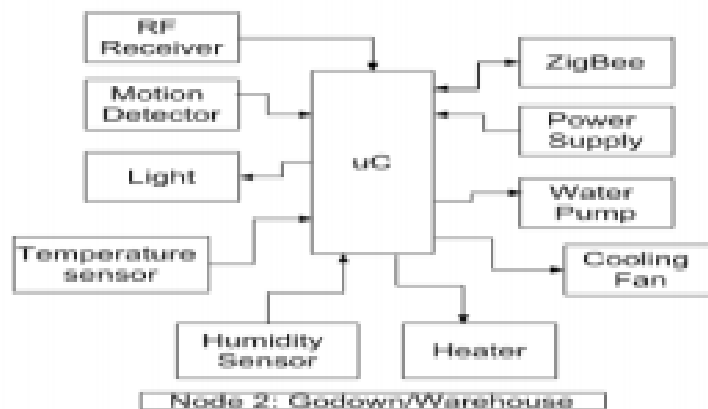 RF
Receiver
ZigBee
Motion
Detector
Power
Supply
uC
Light
Water
Pump
Temperature
sensor
Cooling
Fan
Humidity
Sensor
Heater
Node 2: Godown/Warehouse